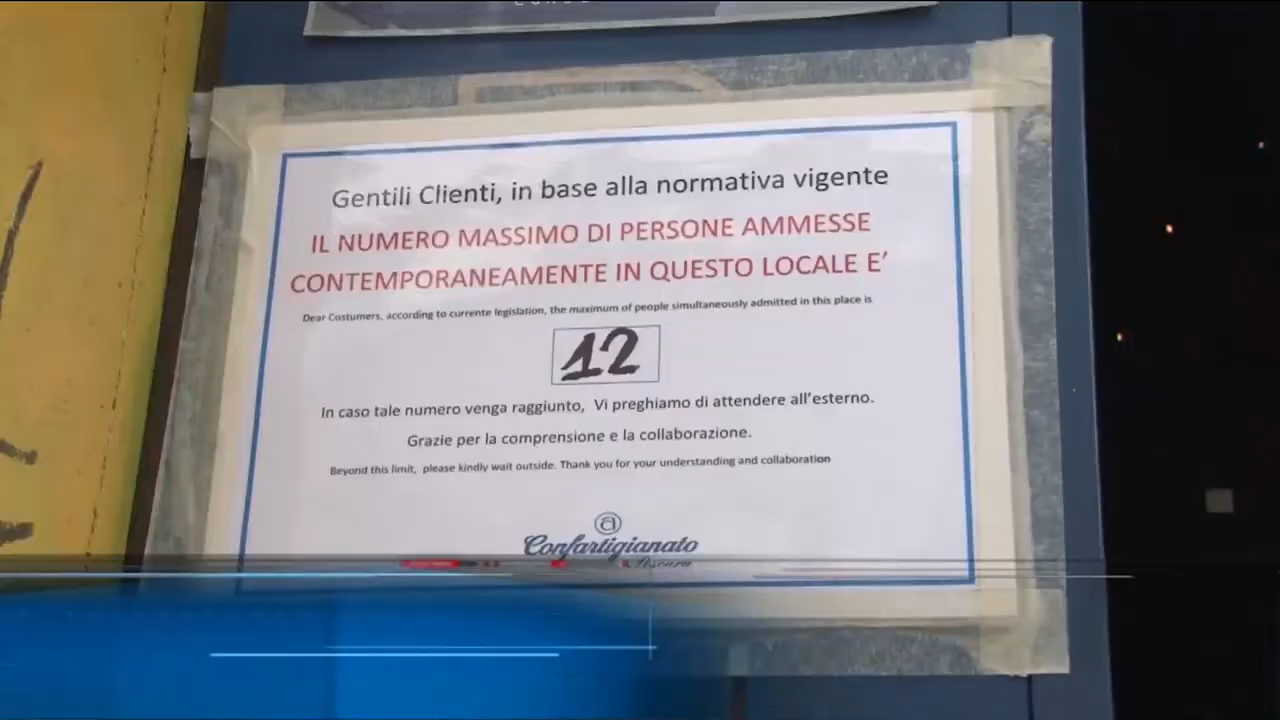 Gentili Clienti, in base alla normativa vigente
IL NUMERO MASSIMO DI PERSONE AMMESSE
CONTEMPORANEAMENTE IN QUESTO LOCALE E'
Dear Costumers, according to currente legislation, the maximum of people simultaneously admitted in this place is
12
In caso tale numero venga raggiunto, Vi preghiamo di attendere all'esterno.
Grazie per la comprensione e la collaborazione.
Beyond this limit, please kindly wait outside. Thank you for your understanding and collaboration
Confartigianato